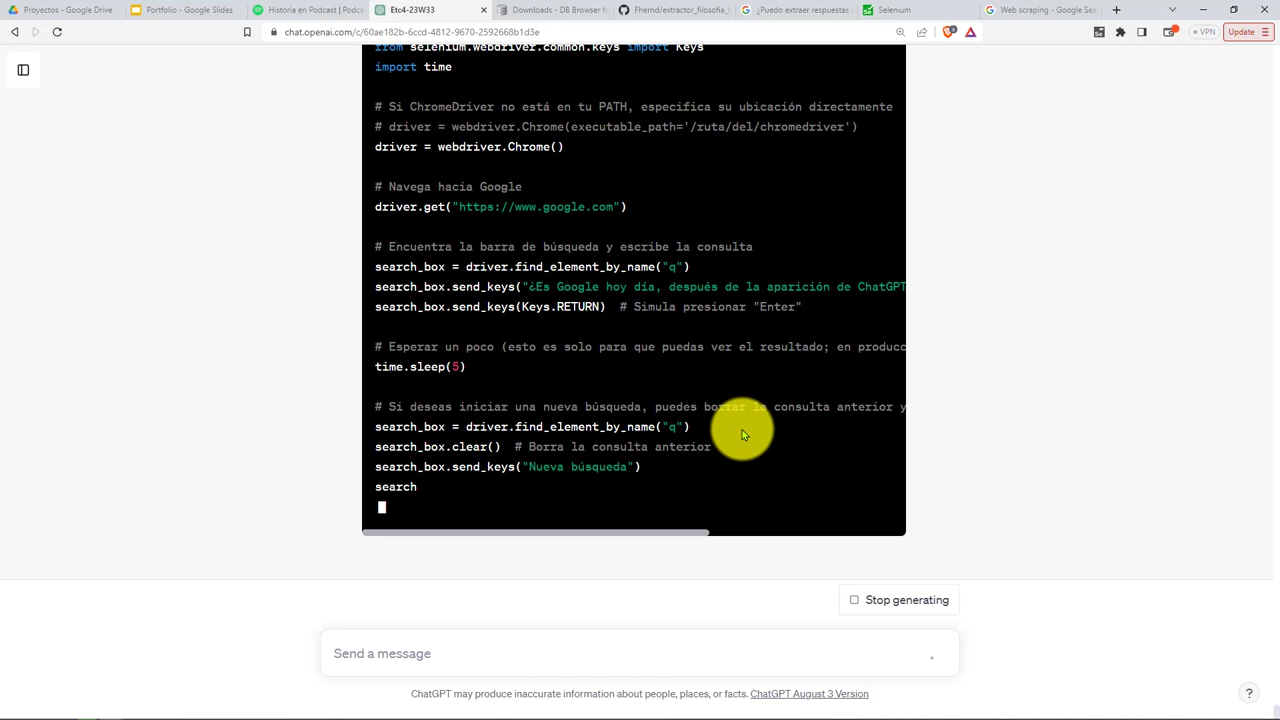 Proyectos - Google Drive
Portfolio - Google Slides
Historia en Podcast | Podc
Etc4-23W33
Downloads - DB Browser fo
Fhernd/extractor_filosofia_
¿Puedo extraer respuestas
Selenium
Web scraping - Google Sea
chat.openai.com/c/60ae182b-6ccd-4812-9670-2592668b1d3e
VPN
Update
from selenium.webdriver.common.keys import Keys
import time
# Si ChromeDriver no está en tu PATH, especifica su ubicación directamente
# driver = webdriver.Chrome(executable_path='/ruta/del/chromedriver')
driver = webdriver.Chrome()
# Navega hacia Google
driver.get("https://www.google.com")
# Encuentra la barra de búsqueda y escribe la consulta
search_box = driver.find_element_by_name("q")
search_box.send_keys("¿Es Google hoy día, después de la aparición de ChatGPT
search_box.send_keys(Keys.RETURN)  # Simula presionar "Enter"
# Esperar un poco (esto es solo para que puedas ver el resultado; en producc
time.sleep(5)
# Si deseas iniciar una nueva búsqueda, puedes borrar la consulta anterior y
search_box = driver.find_element_by_name("q")
search_box.clear()  # Borra la consulta anterior
search_box.send_keys("Nueva búsqueda")
search
Stop generating
Send a message
ChatGPT may produce inaccurate information about people, places, or facts. ChatGPT August 3 Version
?